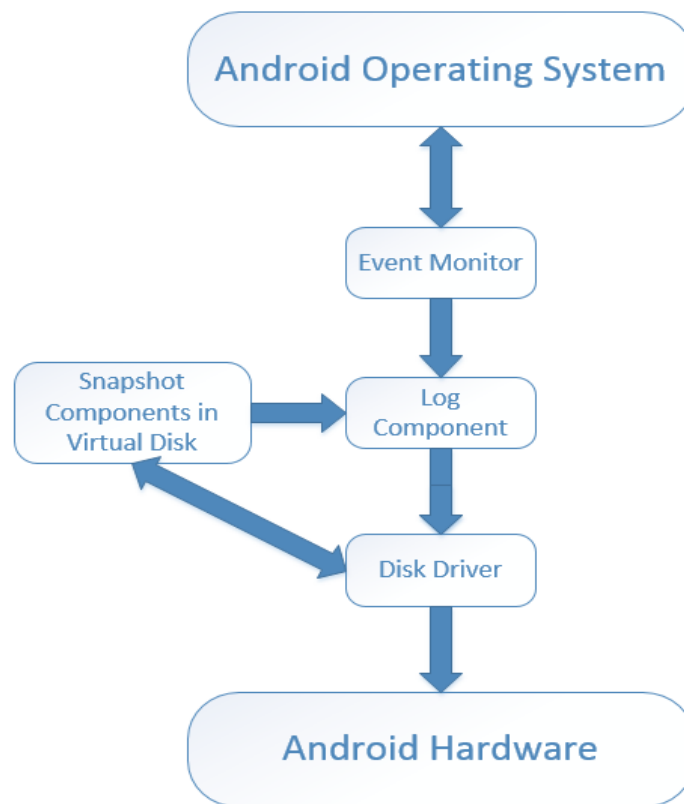 Android Operating System
Event Monitor
Snapshot
Components in
Virtual Disk
Log
Component
Disk Driver
Android Hardware